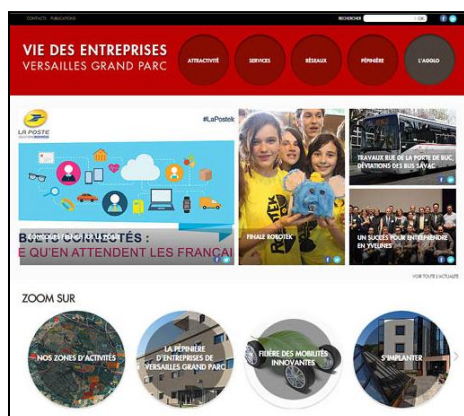 CONTACTS PUBLICATIONS
RECHERCHER
OK
VIE DES ENTREPRISES
VERSAILLES GRAND PARC
ATTRACTIVITÉ
SERVICES
RÉSEAUX
PÉPINIÈRE
L'AGGLO
LA POSTE
#LaPostek
CONNECTÉS :
E QU'EN ATTENDENT LES FRANÇAI
FINALE ROBOTEK
TRAVAUX RUE DE LA PORTE DE BUC,
DÉVIATIONS DES BUS SAVAC
UN SUCCÈS POUR ENTREPRENDRE
EN YVELINES
VOIR TOUTE L'ACTUALITÉ
ZOOM SUR
NOS ZONES D'ACTIVITÉS
LA PÉPINIÈRE
D'ENTREPRISES DE
VERSAILLES GRAND PARC
FILIÈRE DES MOBILITÉS
INNOVANTES
S'IMPLANTER